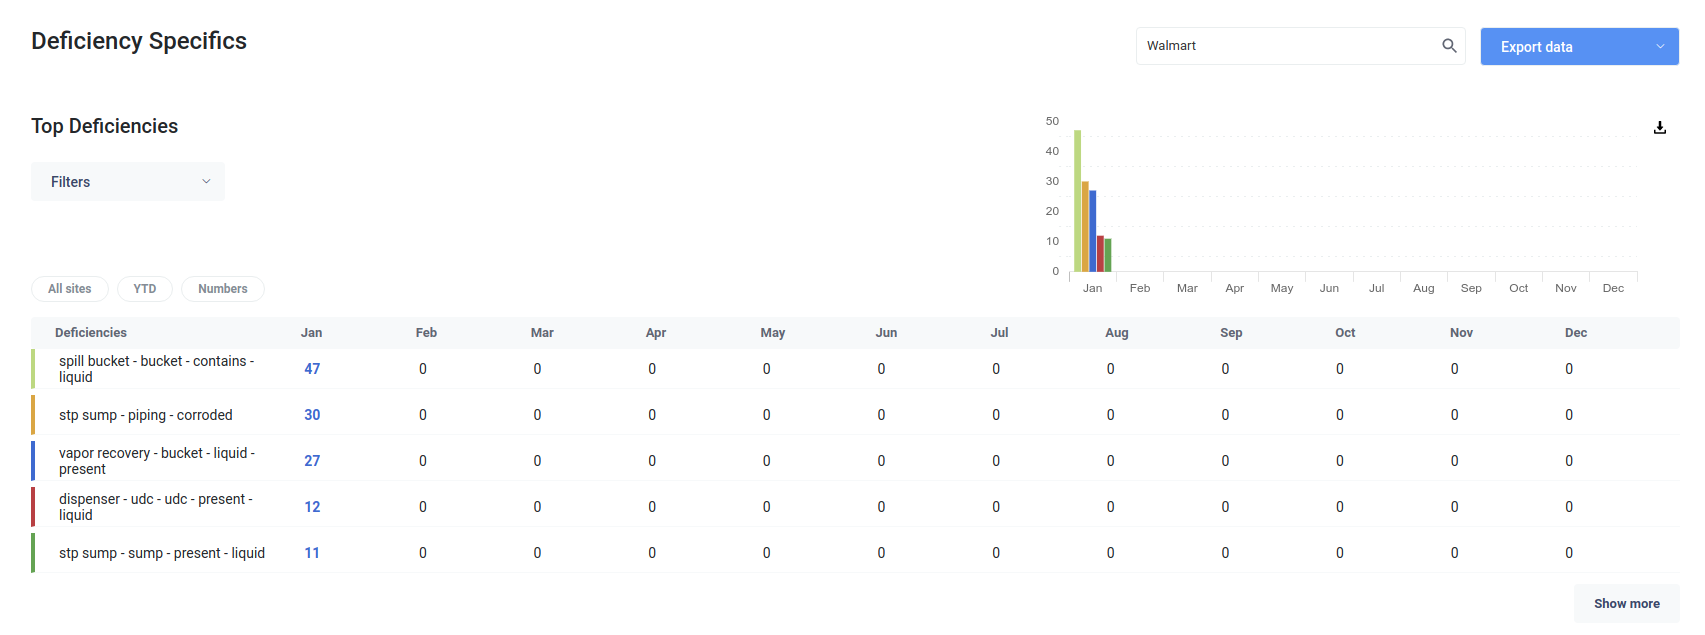 Deficiency Specifics
Walmart
Export data
Top Deficiencies
Filters
50
40
30
20
10
0
Jan Feb Mar Apr May Jun Jul Aug Sep Oct Nov Dec
All sites YTD Numbers
Deficiencies Jan Feb Mar Apr May Jun Jul Aug Sep Oct Nov Dec
spill bucket - bucket - contains -
liquid
47 0 0 0 0 0 0 0 0 0 0 0
stp sump - piping - corroded 30 0 0 0 0 0 0 0 0 0 0 0
vapor recovery - bucket - liquid -
present
27 0 0 0 0 0 0 0 0 0 0 0
dispenser - udc - udc - present -
liquid
12 0 0 0 0 0 0 0 0 0 0 0
stp sump - sump - present - liquid 11 0 0 0 0 0 0 0 0 0 0 0
Show more